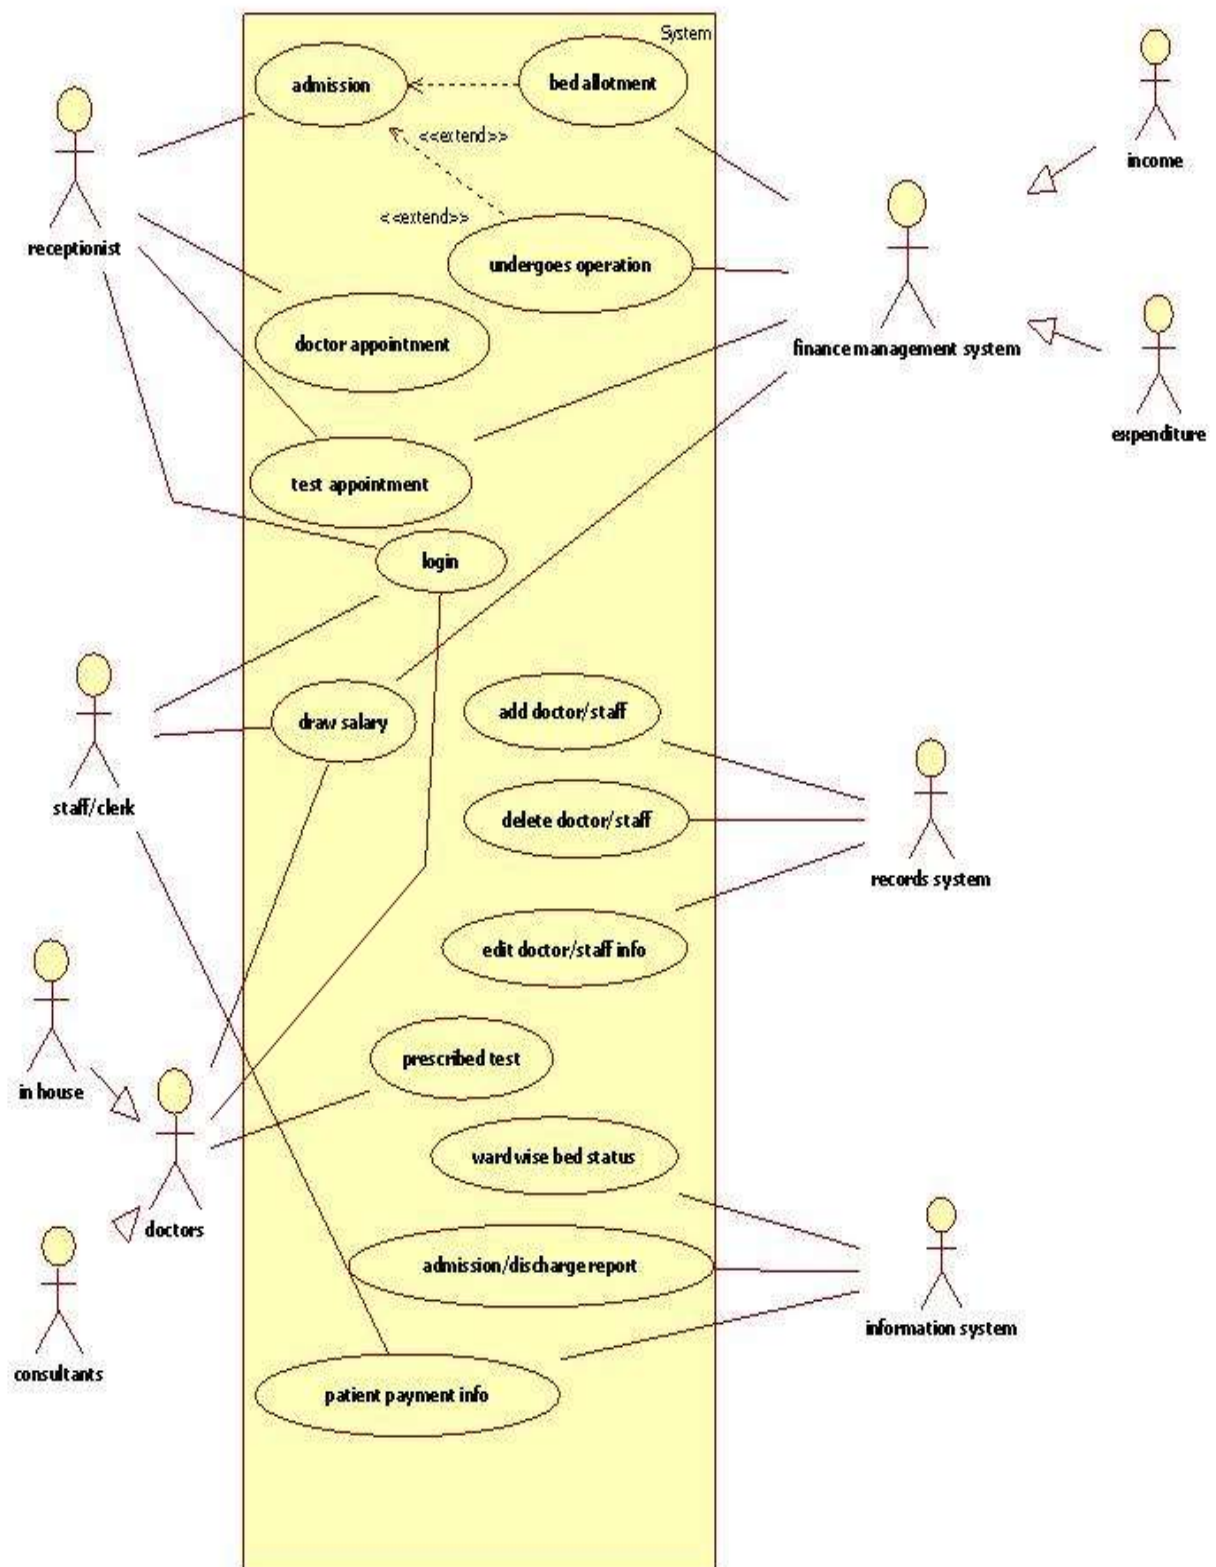 System
admission
bed allotment
income
<<extend>>
receptionist
<<extend>>
undergoes operation
doctor appointment
finance management system
expenditure
test appointment
login
add doctor/staff
draw salary
staff/clerk
delete doctor/staff
records system
edit doctor/staff info
prescribed test
in house
ward wise bed status
doctors
admission/discharge report
information system
consultants
patient payment info